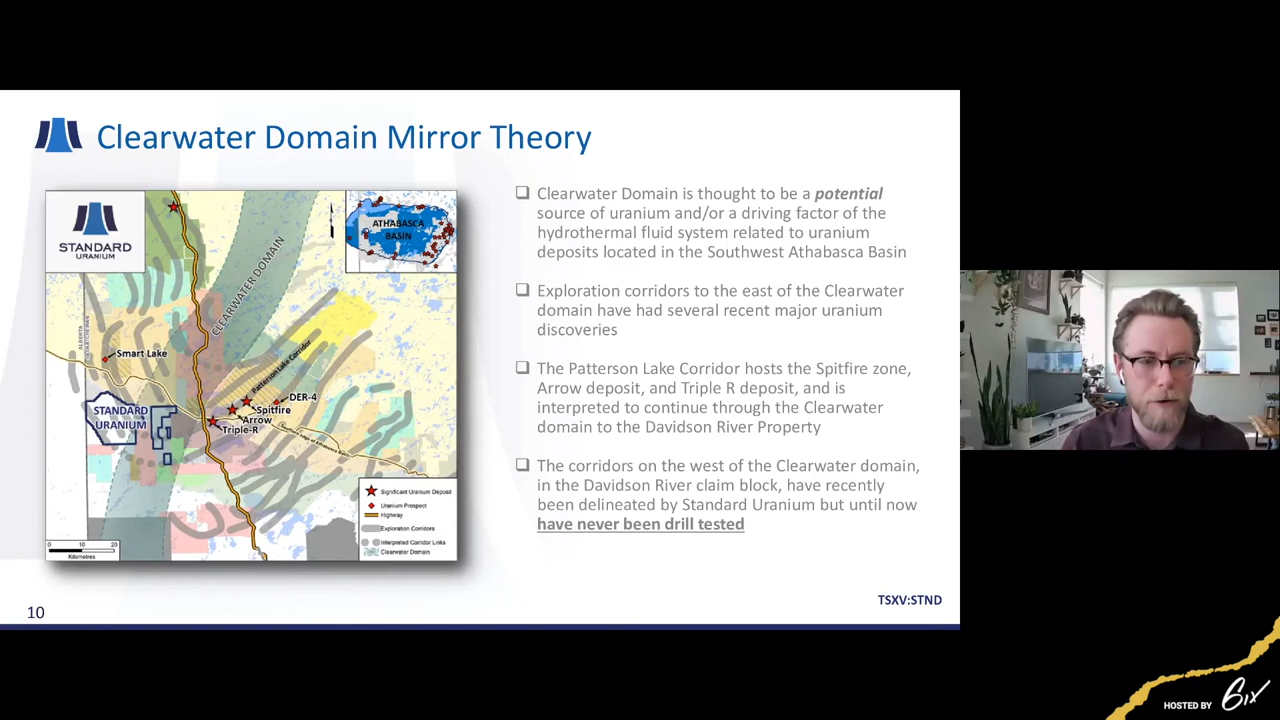 Clearwater Domain Mirror Theory
STANDARD
URANIUM
ATHABASCA
BASIN
CLEARWATER DOMAIN
ALBERTA
SASKATCHEWAN
Smart Lake
Patterson Lake Corridor
DER-4
Spitfire
Arrow
Triple-R
STANDARD
URANIUM
Significant Uranium Deposit
Uranium Prospect
Highway
Exploration Corridors
Interpreted Corridor Links
Clearwater Domain
0 10 20
Kilometres
❑ Clearwater Domain is thought to be a potential
source of uranium and/or a driving factor of the
hydrothermal fluid system related to uranium
deposits located in the Southwest Athabasca Basin
❑ Exploration corridors to the east of the Clearwater
domain have had several recent major uranium
discoveries
❑ The Patterson Lake Corridor hosts the Spitfire zone,
Arrow deposit, and Triple R deposit, and is
interpreted to continue through the Clearwater
domain to the Davidson River Property
❑ The corridors on the west of the Clearwater domain,
in the Davidson River claim block, have recently
been delineated by Standard Uranium but until now
have never been drill tested
TSXV:STND
10
HOSTED BY 6ix